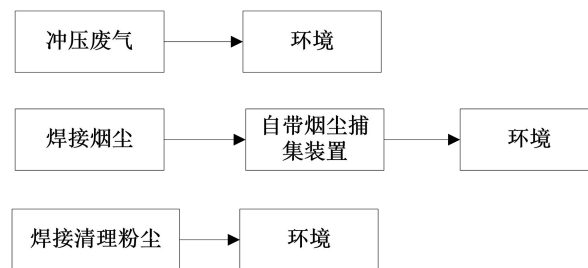 冲压废气
环境
焊接烟尘
自带烟尘捕
集装置
环境
焊接清理粉尘
环境